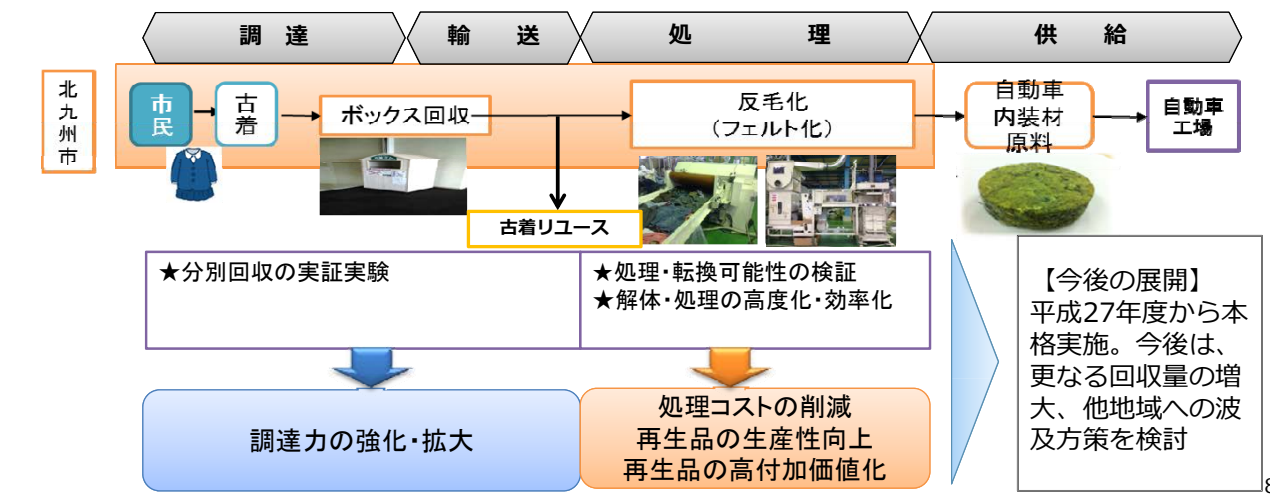 調達
輸送
処理
供給
北
九
州
市
市
民
古
着
ボックス回収
反毛化
（フェルト化）
自動車
内装材
原料
自動車
工場
古着リユース
★分別回収の実証実験
★処理・転換可能性の検証
★解体・処理の高度化・効率化
調達力の強化・拡大
処理コストの削減
再生品の生産性向上
再生品の高付加価値化
【今後の展開】
平成27年度から本
格実施。今後は、
更なる回収量の増
大、他地域への波
及方策を検討